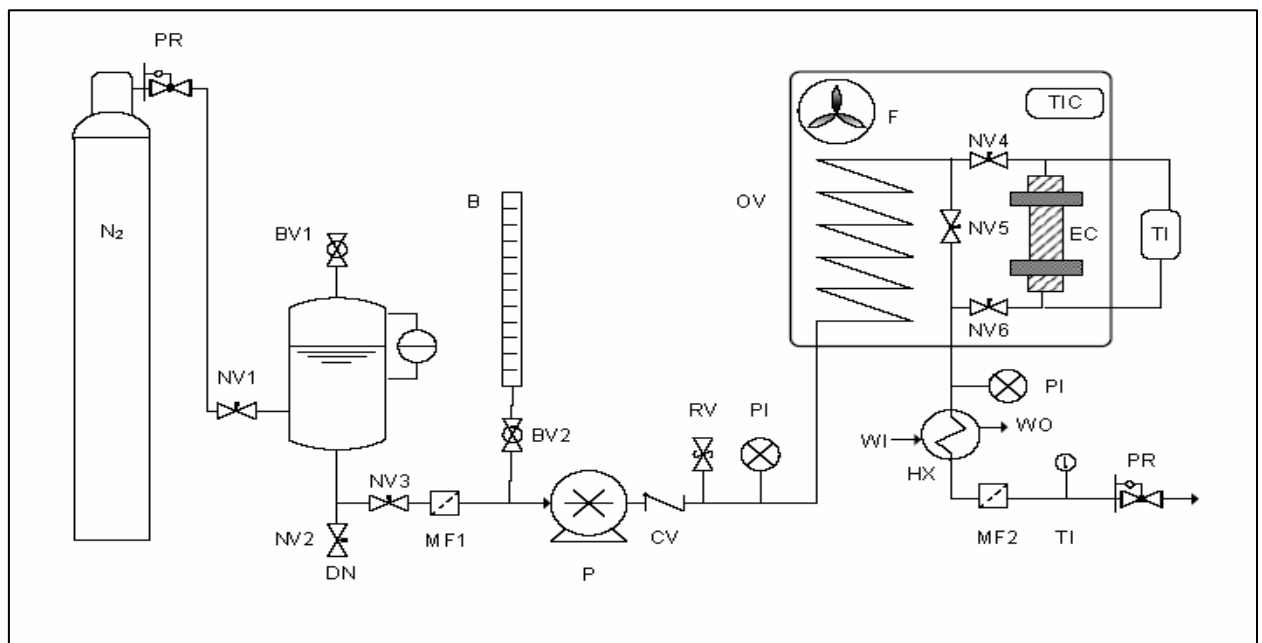 PR
TIC
F
NV4
B
OV
N₂
BV1
NV5
EC
TI
NV6
NV1
PI
RV
PI
BV2
WI
WO
HX
PR
NV3
NV2
MF1
CV
MF2
TI
DN
P